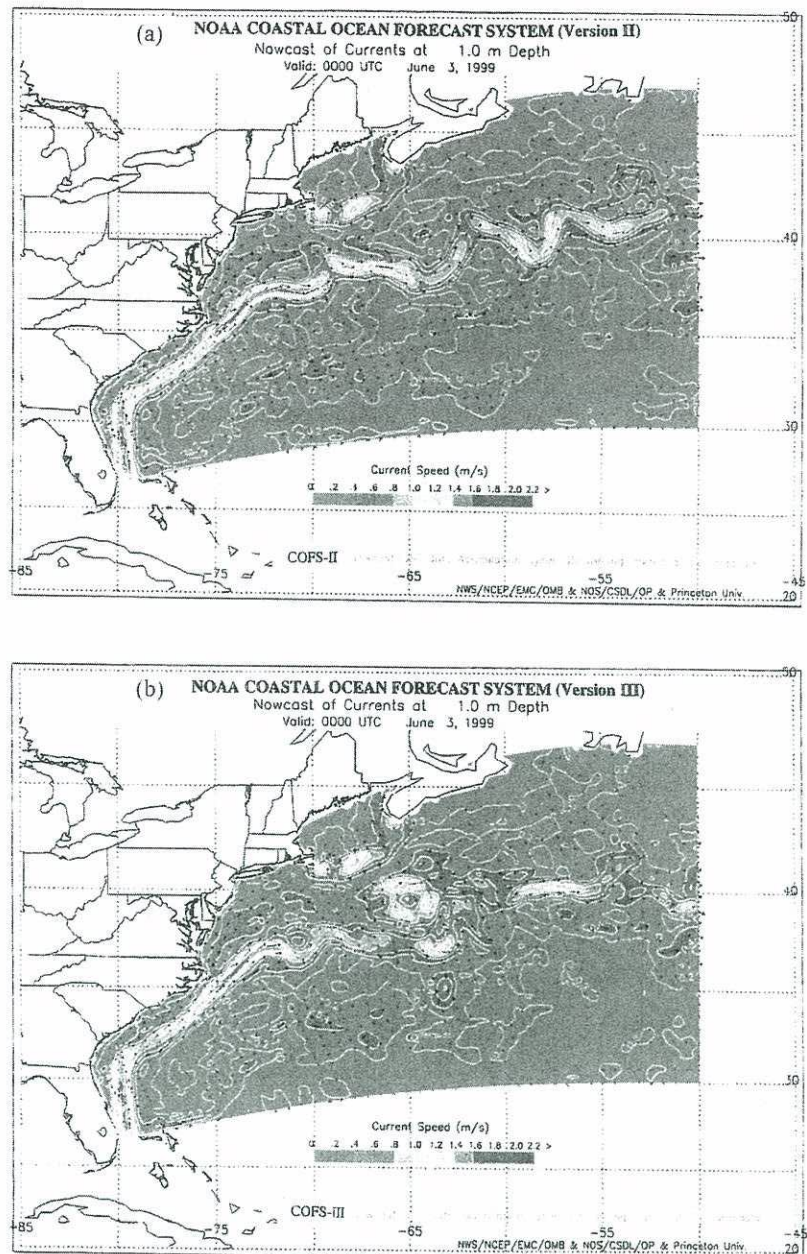 (a) NOAA COASTAL OCEAN FORECAST SYSTEM (Version II)
Nowcast of Currents at 1.0 m Depth
Valid: 0000 UTC June 3, 1999
50
40
30
Current Speed (m/s)
.2 .4 .6 .8 1.0 1.2 1.4 1.6 1.8 2.0 2.2 >
COFS-II
-85 -75 -65 -55 -45
20
NWS/NCEP/EMC/OMB & NOS/CSDL/OP & Princeton Univ.
(b) NOAA COASTAL OCEAN FORECAST SYSTEM (Version III)
Nowcast of Currents at 1.0 m Depth
Valid: 0000 UTC June 3, 1999
50
40
30
Current Speed (m/s)
.2 .4 .6 .8 1.0 1.2 1.4 1.6 1.8 2.0 2.2 >
COFS-iII
-85 -75 -65 -55 -45
20
NWS/NCEP/EMC/OMB & NOS/CSDL/OP & Princeton Univ.